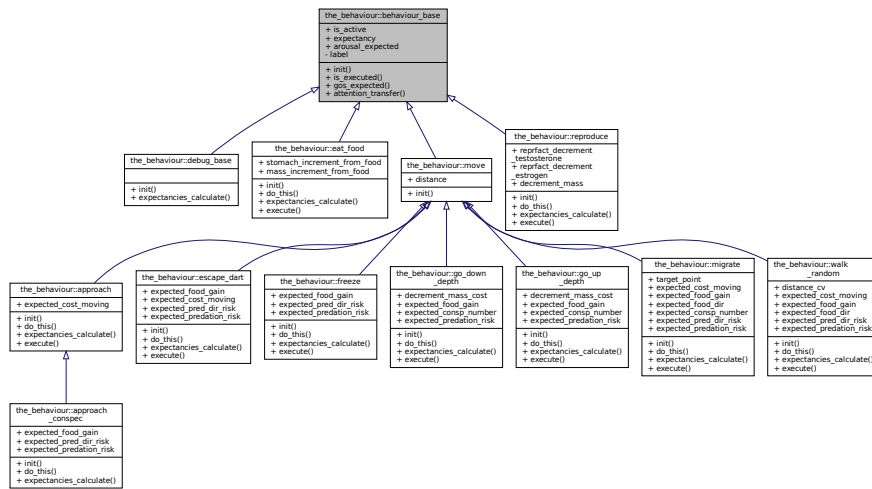 the_behaviour::behaviour_base
+ is_active
+ expectancy
+ arousal_expected
- label
+ init()
+ is_executed()
+ gos_expected()
+ attention_transfer()
the_behaviour::debug_base
+ init()
+ expectancies_calculate()
the_behaviour::eat_food
+ stomach_increment_from_food
+ mass_increment_from_food
+ init()
+ do_this()
+ expectancies_calculate()
+ execute()
the_behaviour::move
+ distance
+ init()
the_behaviour::reproduce
+ reprfact_decrement
_testosterone
+ reprfact_decrement
_estrogen
+ decrement_mass
+ init()
+ do_this()
+ expectancies_calculate()
+ execute()
the_behaviour::approach
+ expected_cost_moving
+ init()
+ do_this()
+ expectancies_calculate()
+ execute()
the_behaviour::escape_dart
+ expected_food_gain
+ expected_cost_moving
+ expected_pred_dir_risk
+ expected_predation_risk
+ init()
+ do_this()
+ expectancies_calculate()
+ execute()
the_behaviour::freeze
+ expected_food_gain
+ expected_pred_dir_risk
+ expected_predation_risk
+ init()
+ do_this()
+ expectancies_calculate()
+ execute()
the_behaviour::go_down
_depth
+ decrement_mass_cost
+ expected_food_gain
+ expected_consp_number
+ expected_predation_risk
+ init()
+ do_this()
+ expectancies_calculate()
+ execute()
the_behaviour::go_up
_depth
+ decrement_mass_cost
+ expected_food_gain
+ expected_consp_number
+ expected_predation_risk
+ init()
+ do_this()
+ expectancies_calculate()
+ execute()
the_behaviour::migrate
+ target_point
+ expected_cost_moving
+ expected_food_gain
+ expected_food_dir
+ expected_consp_number
+ expected_pred_dir_risk
+ expected_predation_risk
+ init()
+ do_this()
+ expectancies_calculate()
+ execute()
the_behaviour::walk
_random
+ distance_cv
+ expected_cost_moving
+ expected_food_gain
+ expected_food_dir
+ expected_pred_dir_risk
+ expected_predation_risk
+ init()
+ do_this()
+ expectancies_calculate()
+ execute()
the_behaviour::approach
_conspec
+ expected_food_gain
+ expected_pred_dir_risk
+ expected_predation_risk
+ init()
+ do_this()
+ expectancies_calculate()